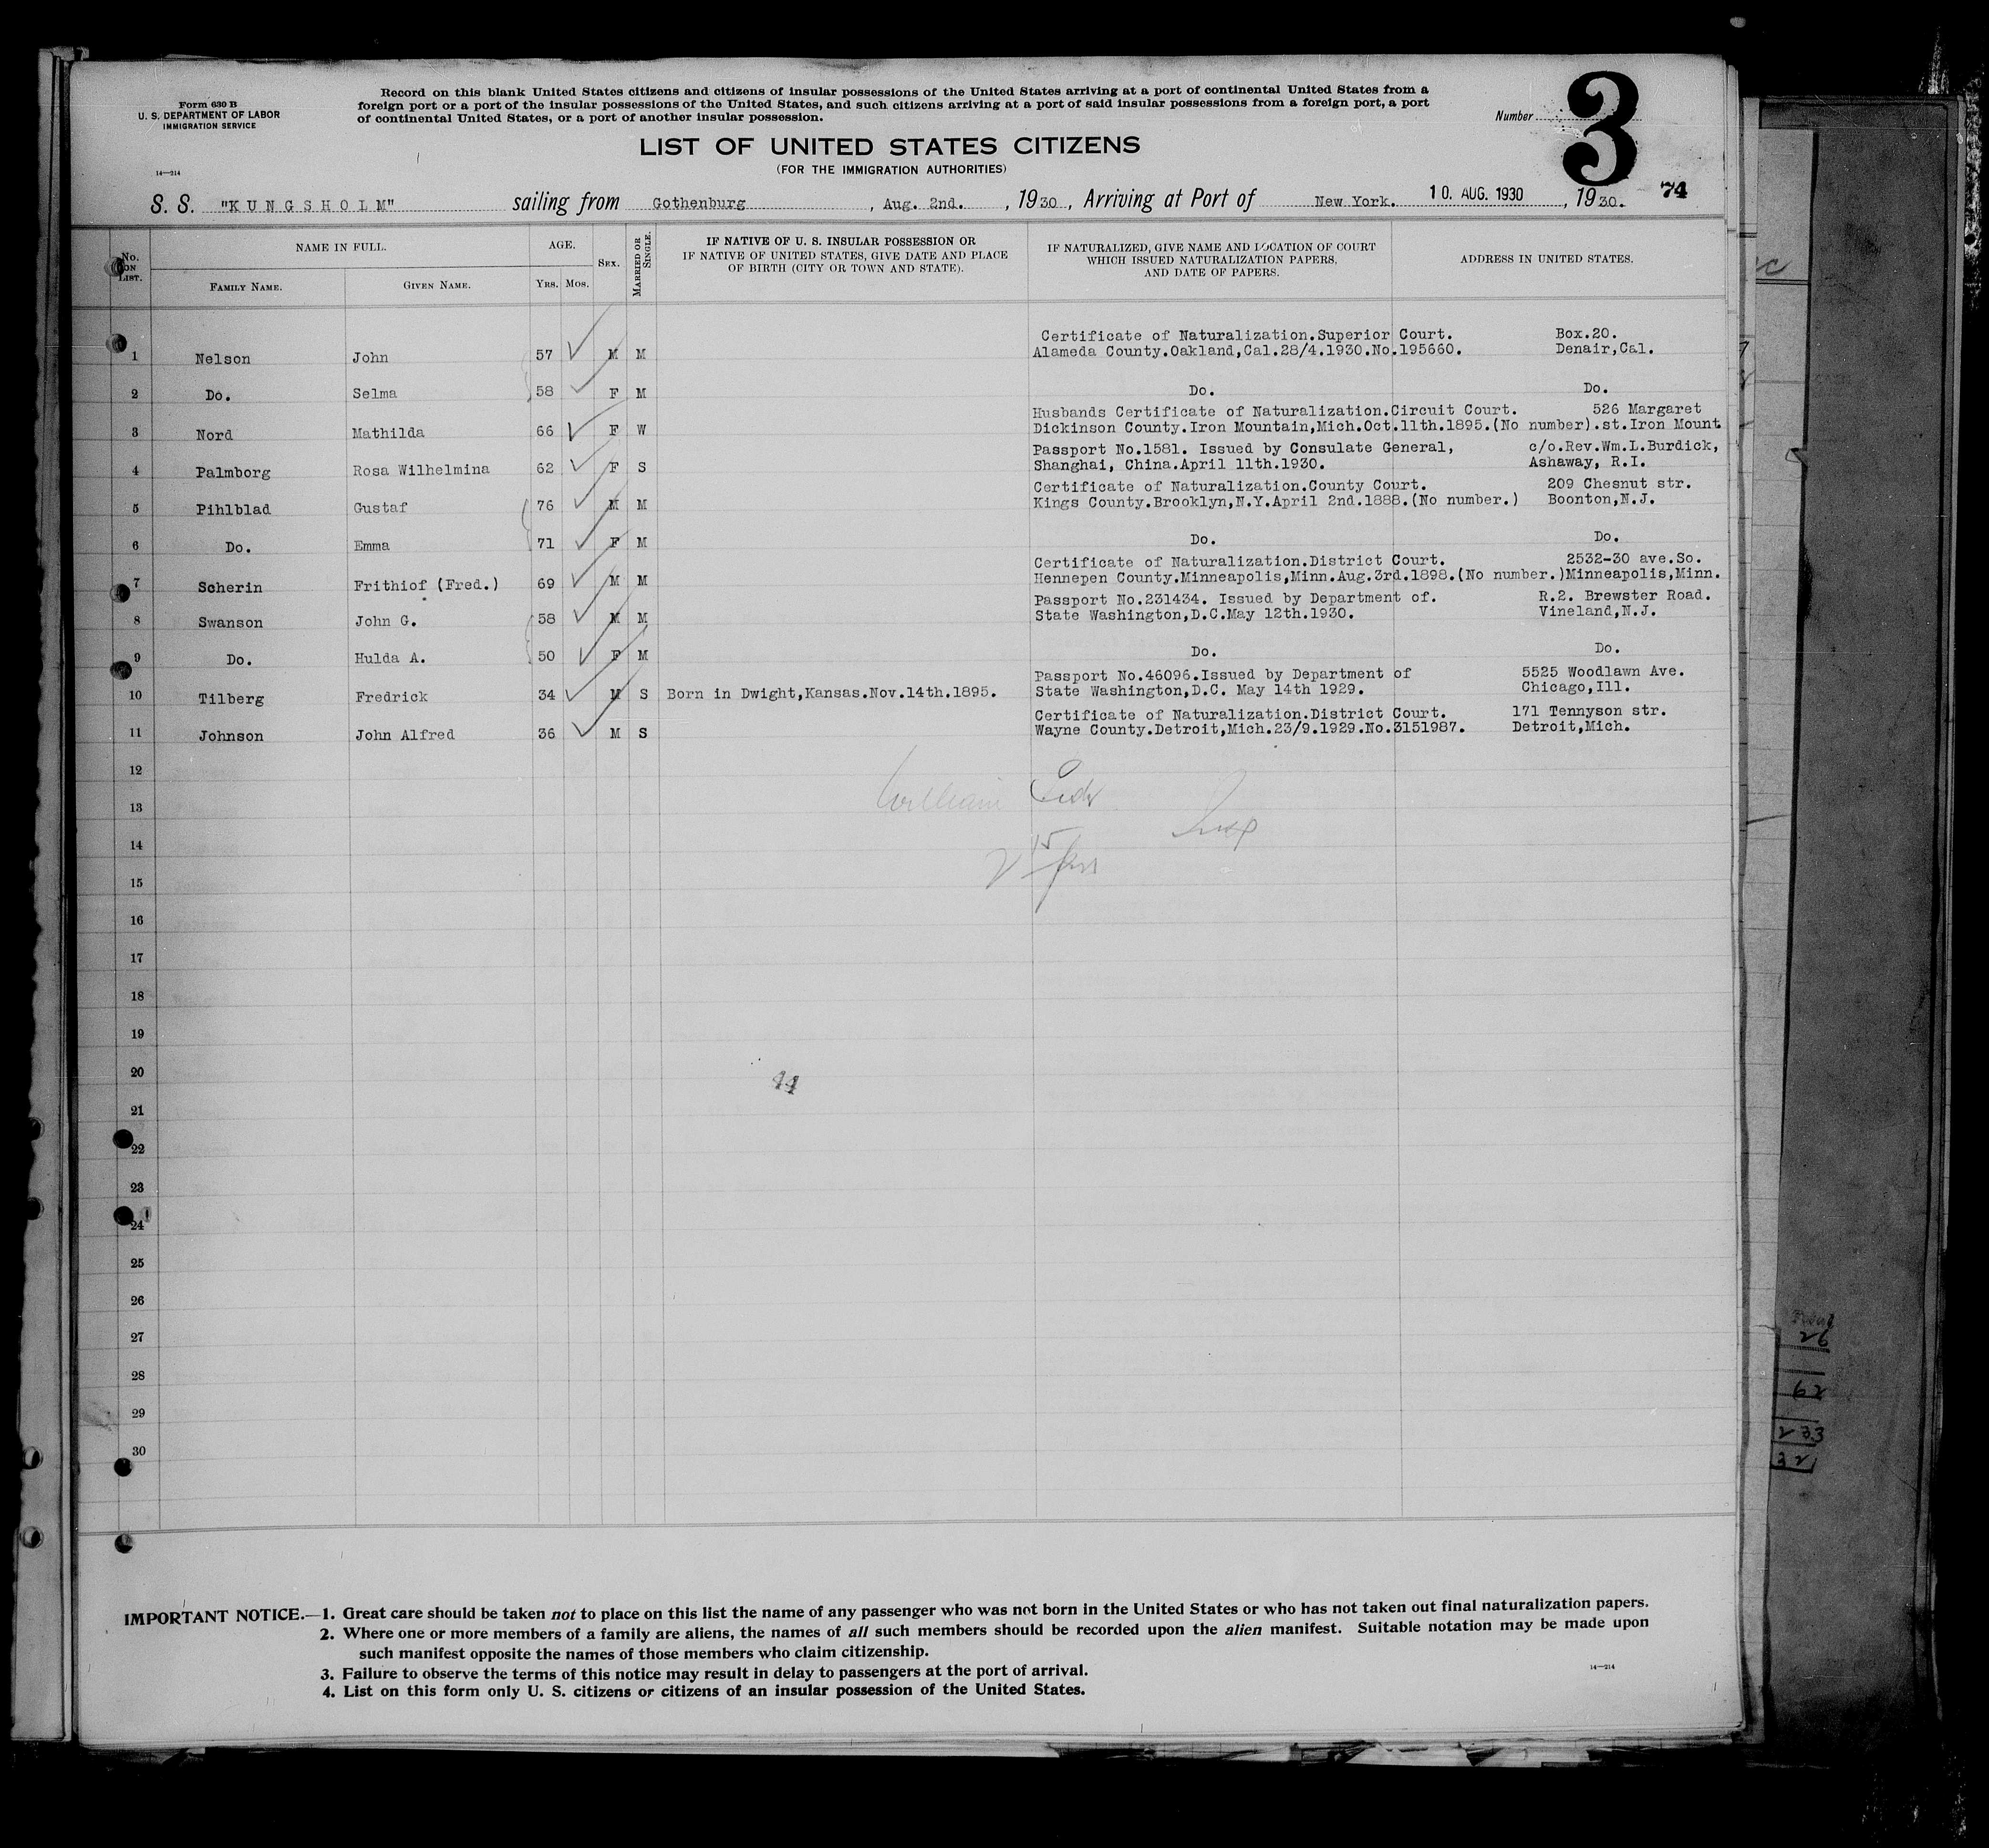 Form 630 B
U. S. DEPARTMENT OF LABOR
IMMIGRATION SERVICE
14—214
Record on this blank United States citizens and citizens of insular possessions of the United States arriving at a port of continental United States from a
foreign port or a port of the insular possessions of the United States, and such citizens arriving at a port of said insular possessions from a foreign port, a port
of continental United States, or a port of another insular possession.
Number
3
LIST OF UNITED STATES CITIZENS
(FOR THE IMMIGRATION AUTHORITIES)
74
S. S. "KUNGSHOLM" sailing from Gothenburg, Aug. 2nd., 1930, Arriving at Port of New York. 10. AUG. 1930, 1930.
No. ON LIST.
NAME IN FULL.
FAMILY NAME.
GIVEN NAME.
AGE.
YRS. MOS.
SEX.
MARRIED OR SINGLE.
IF NATIVE OF U. S. INSULAR POSSESSION OR
IF NATIVE OF UNITED STATES, GIVE DATE AND PLACE
OF BIRTH (CITY OR TOWN AND STATE).
IF NATURALIZED, GIVE NAME AND LOCATION OF COURT
WHICH ISSUED NATURALIZATION PAPERS,
AND DATE OF PAPERS.
ADDRESS IN UNITED STATES.
Certificate of Naturalization.Superior Court. Box.20.
1 Nelson John 57 M M Alameda County.Oakland,Cal.28/4.1930.No.195660. Denair,Cal.
2 Do. Selma 58 F M Do. Do.
Husbands Certificate of Naturalization.Circuit Court. 526 Margaret
3 Nord Mathilda 66 F W Dickinson County.Iron Mountain,Mich.Oct.11th.1895.(No number).st.Iron Mount
Passport No.1581. Issued by Consulate General, c/o.Rev.Wm.L.Burdick,
4 Palmborg Rosa Wilhelmina 62 F S Shanghai, China.April 11th.1930. Ashaway, R.I.
Certificate of Naturalization.County Court. 209 Chesnut str.
5 Pihlblad Gustaf 76 M M Kings County.Brooklyn,N.Y.April 2nd.1888.(No number.) Boonton,N.J.
6 Do. Emma 71 F M Do. Do.
Certificate of Naturalization.District Court. 2532-30 ave.So.
7 Scherin Frithiof (Fred.) 69 M M Hennepen County.Minneapolis,Minn.Aug.3rd.1898.(No number.)Minneapolis,Minn.
Passport No.231434. Issued by Department of. R.2. Brewster Road.
8 Swanson John G. 58 M M State Washington,D.C.May 12th.1930. Vineland,N.J.
9 Do. Hulda A. 50 F M Do. Do.
Passport No.46096.Issued by Department of 5525 Woodlawn Ave.
10 Tilberg Fredrick 34 M S Born in Dwight,Kansas.Nov.14th.1895. State Washington,D.C. May 14th 1929. Chicago,Ill.
Certificate of Naturalization.District Court. 171 Tennyson str.
11 Johnson John Alfred 36 M S Wayne County.Detroit,Mich.23/9.1929.No.3151987. Detroit,Mich.
12
William
13
14
15
15
16
17
18
19
20
11
21
22
23
24
25
26
27
28
29
30
26
62
233
32
IMPORTANT NOTICE.—1. Great care should be taken not to place on this list the name of any passenger who was not born in the United States or who has not taken out final naturalization papers.
2. Where one or more members of a family are aliens, the names of all such members should be recorded upon the alien manifest. Suitable notation may be made upon
such manifest opposite the names of those members who claim citizenship.
3. Failure to observe the terms of this notice may result in delay to passengers at the port of arrival.
4. List on this form only U. S. citizens or citizens of an insular possession of the United States.
14—214